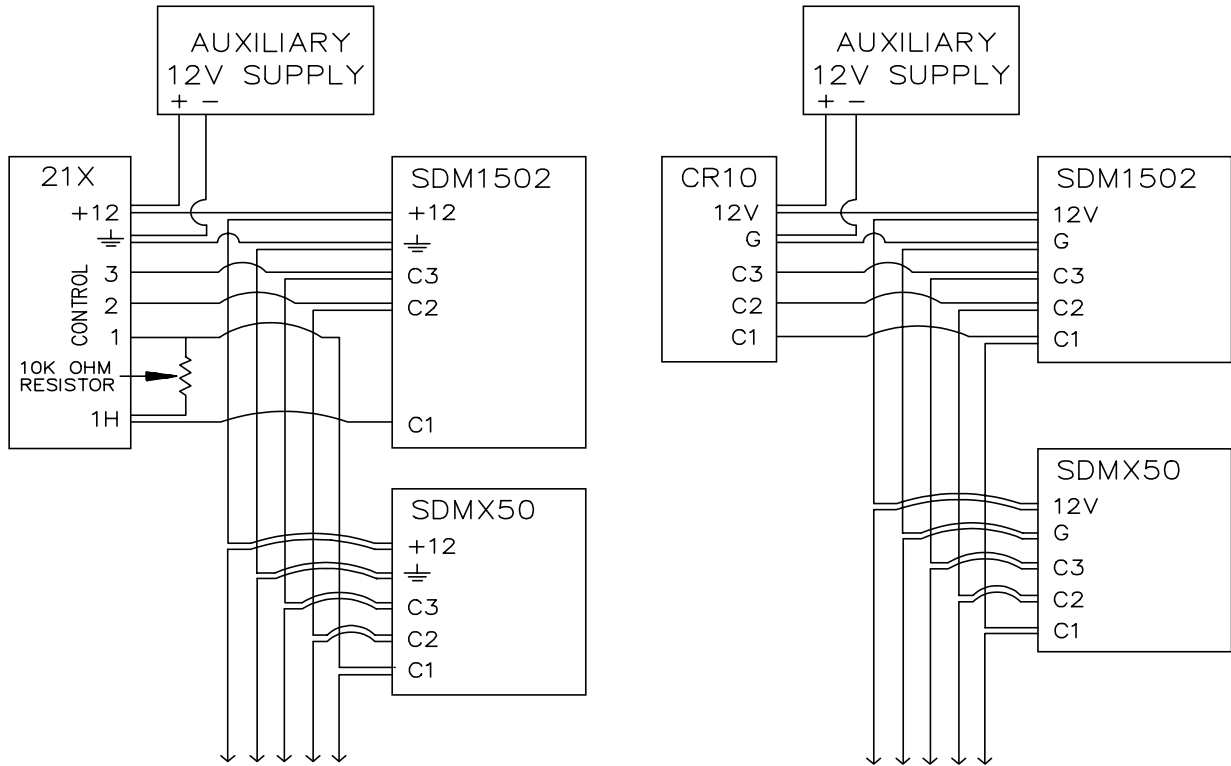 AUXILIARY
12V SUPPLY
+ −
21X
+12
3
2
1
CONTROL
10K OHM
RESISTOR
1H
SDM1502
+12
C3
C2
C1
SDMX50
+12
C3
C2
C1
AUXILIARY
12V SUPPLY
+ −
CR10
12V
G
C3
C2
C1
SDM1502
12V
G
C3
C2
C1
SDMX50
12V
G
C3
C2
C1